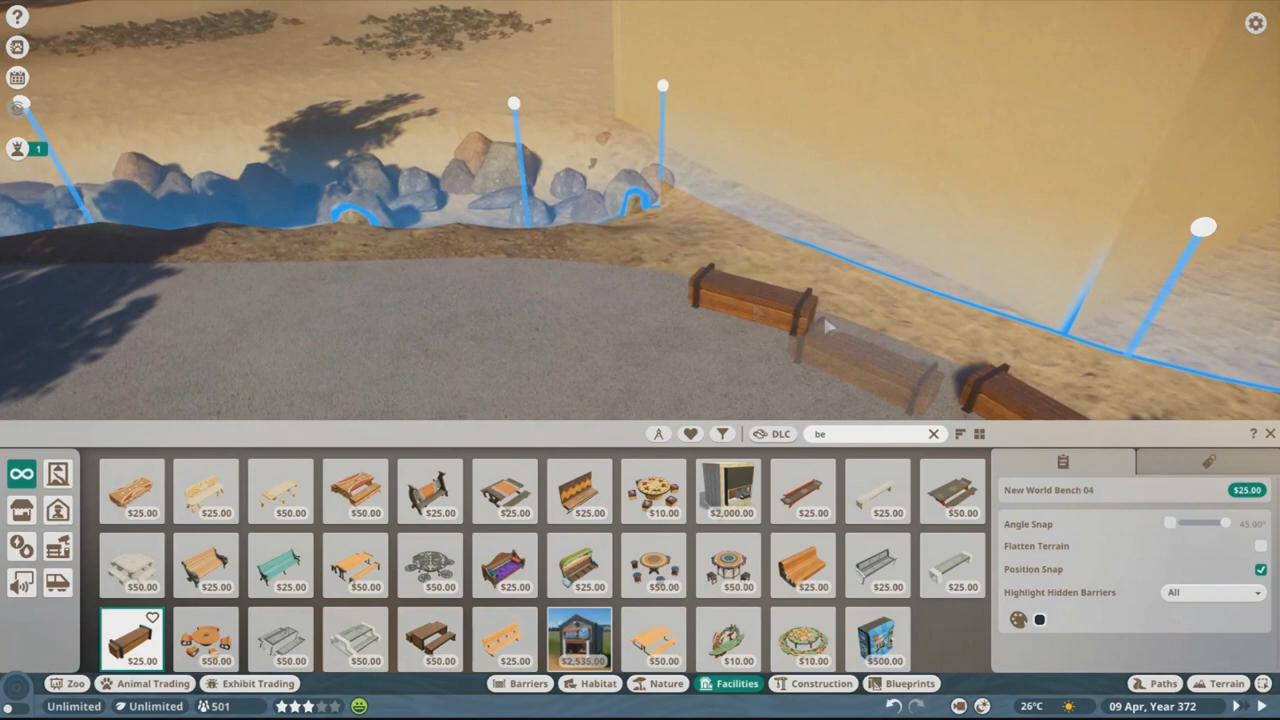 ?
1
DLC
be
?
$25.00 $25.00 $50.00 $50.00 $25.00 $25.00 $25.00 $10.00 $2,000.00 $25.00 $25.00 $50.00
$50.00 $25.00 $25.00 $50.00 $50.00 $25.00 $25.00 $50.00 $50.00 $25.00 $25.00 $25.00
$25.00 $50.00 $50.00 $50.00 $50.00 $25.00 $2,535.00 $50.00 $10.00 $10.00 $500.00
New World Bench 04 $25.00
Angle Snap 45.00°
Flatten Terrain
Position Snap
Highlight Hidden Barriers All
Zoo Animal Trading Exhibit Trading Barriers Habitat Nature Facilities Construction Blueprints Paths Terrain
Unlimited Unlimited 501 26°C 09 Apr, Year 372